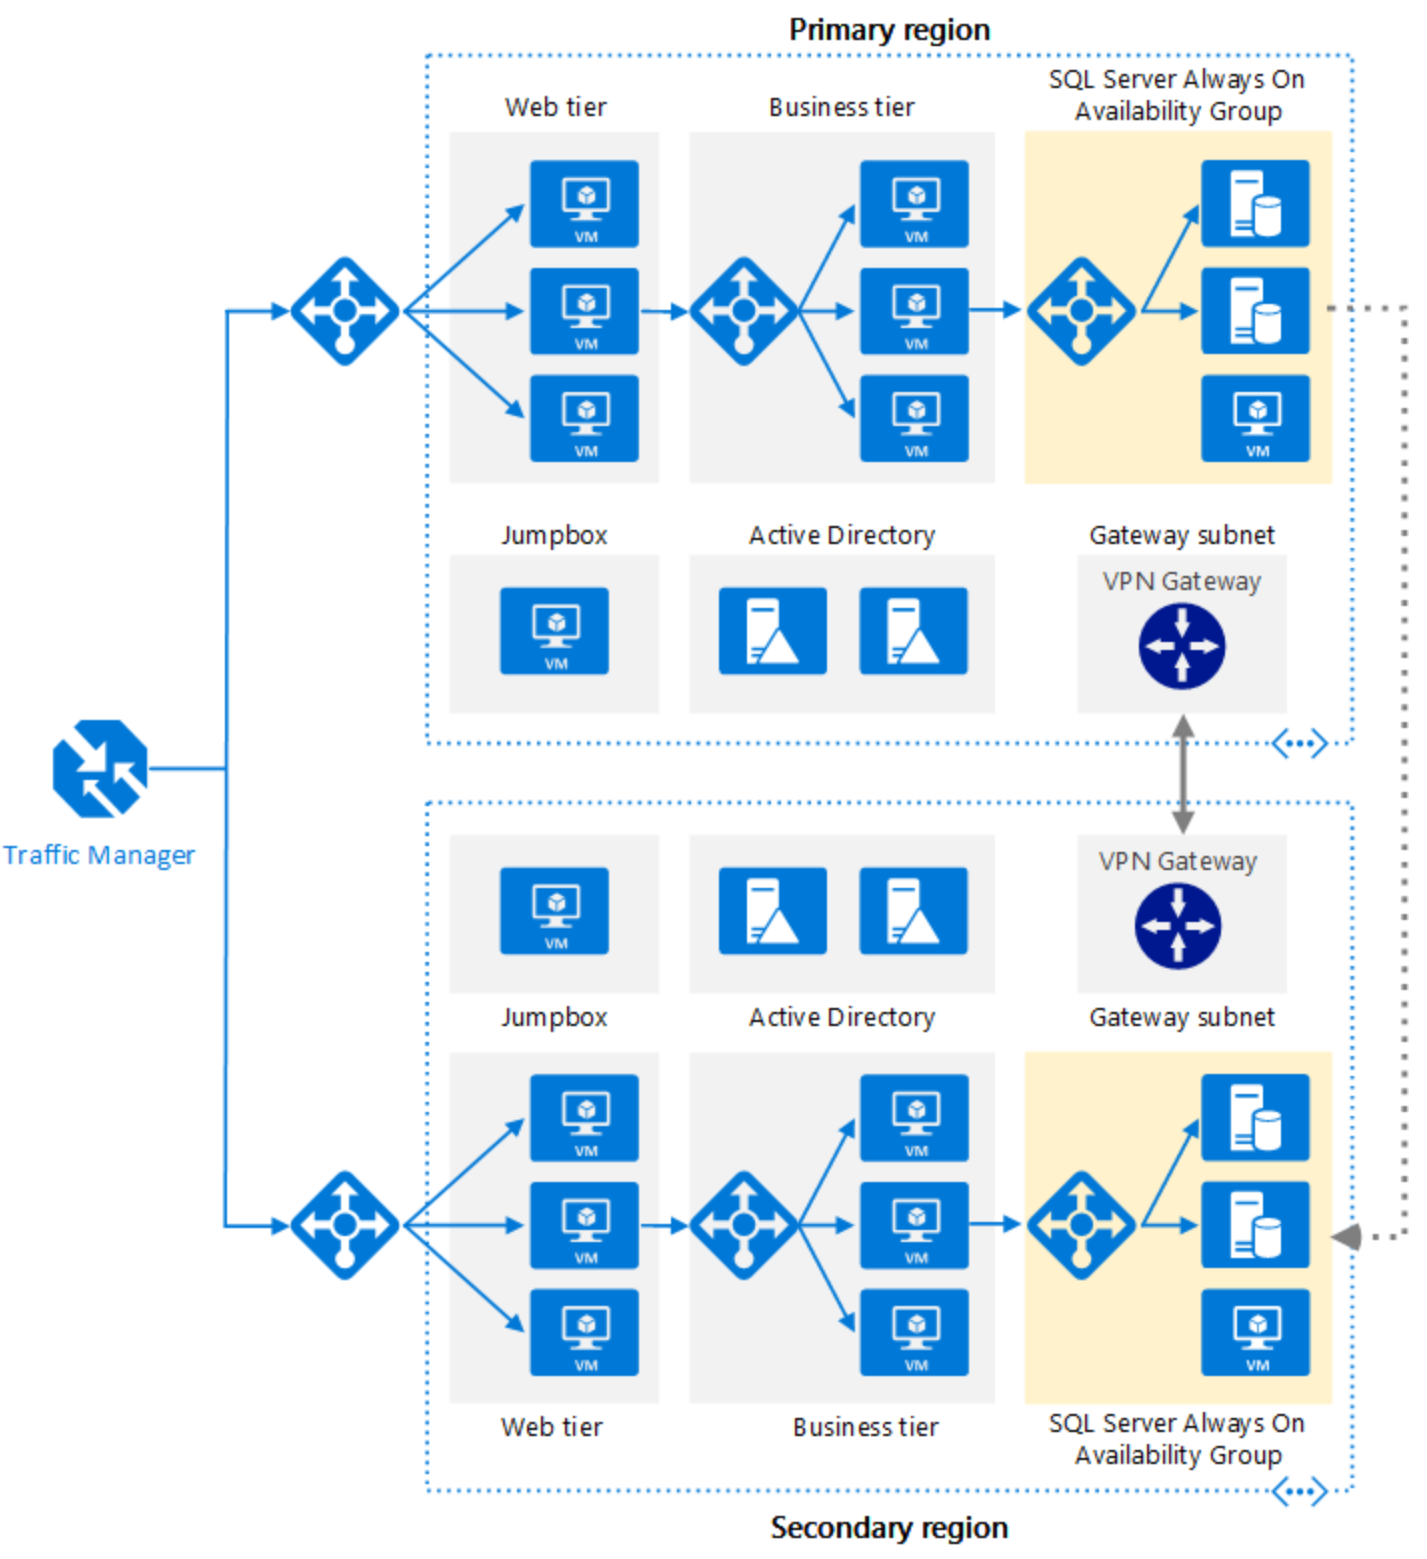 Primary region
Web tier
Business tier
SQL Server Always On
Availability Group
VM
VM
VM
VM
VM
VM
VM
Jumpbox
Active Directory
Gateway subnet
VPN Gateway
VM
Traffic Manager
VPN Gateway
VM
Jumpbox
Active Directory
Gateway subnet
VM
VM
VM
VM
VM
VM
VM
Web tier
Business tier
SQL Server Always On
Availability Group
Secondary region